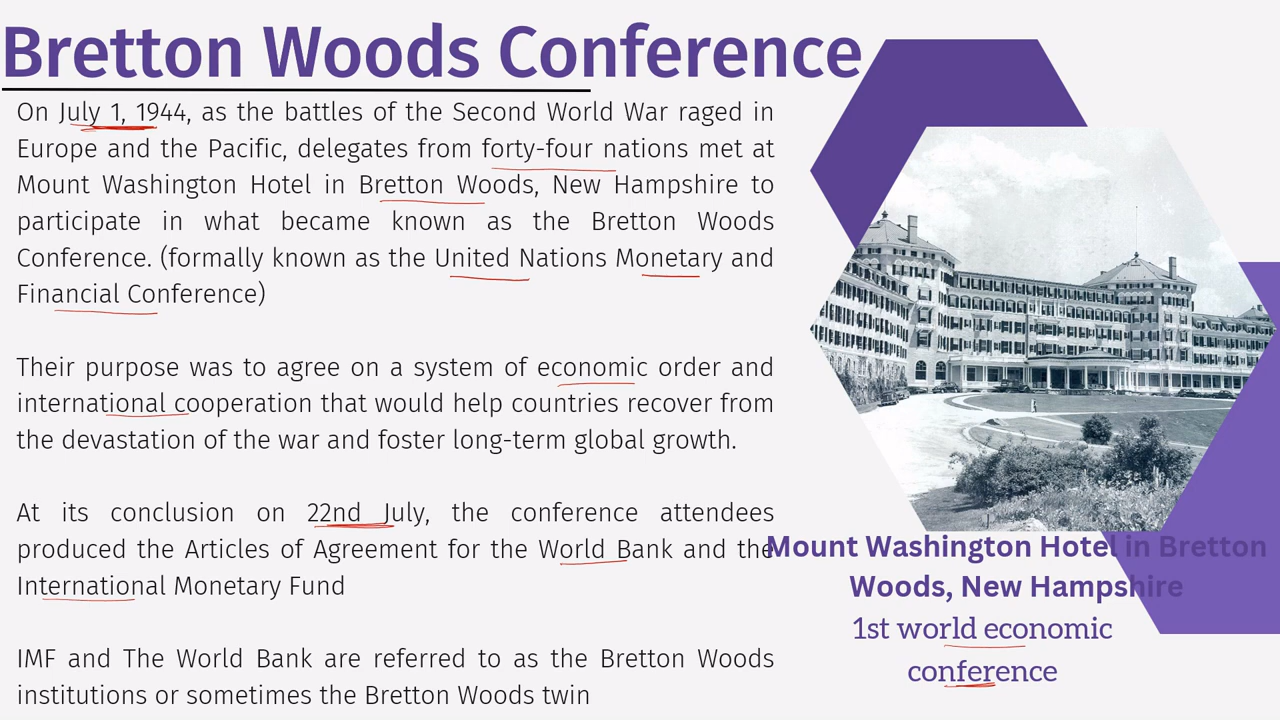 Bretton Woods Conference
On July 1, 1944, as the battles of the Second World War raged in
Europe and the Pacific, delegates from forty-four nations met at
Mount Washington Hotel in Bretton Woods, New Hampshire to
participate in what became known as the Bretton Woods
Conference. (formally known as the United Nations Monetary and
Financial Conference)
Their purpose was to agree on a system of economic order and
international cooperation that would help countries recover from
the devastation of the war and foster long-term global growth.
At its conclusion on 22nd July, the conference attendees
produced the Articles of Agreement for the World Bank and the
International Monetary Fund
IMF and The World Bank are referred to as the Bretton Woods
institutions or sometimes the Bretton Woods twin
Mount Washington Hotel in Bretton
Woods, New Hampshire
1st world economic
conference